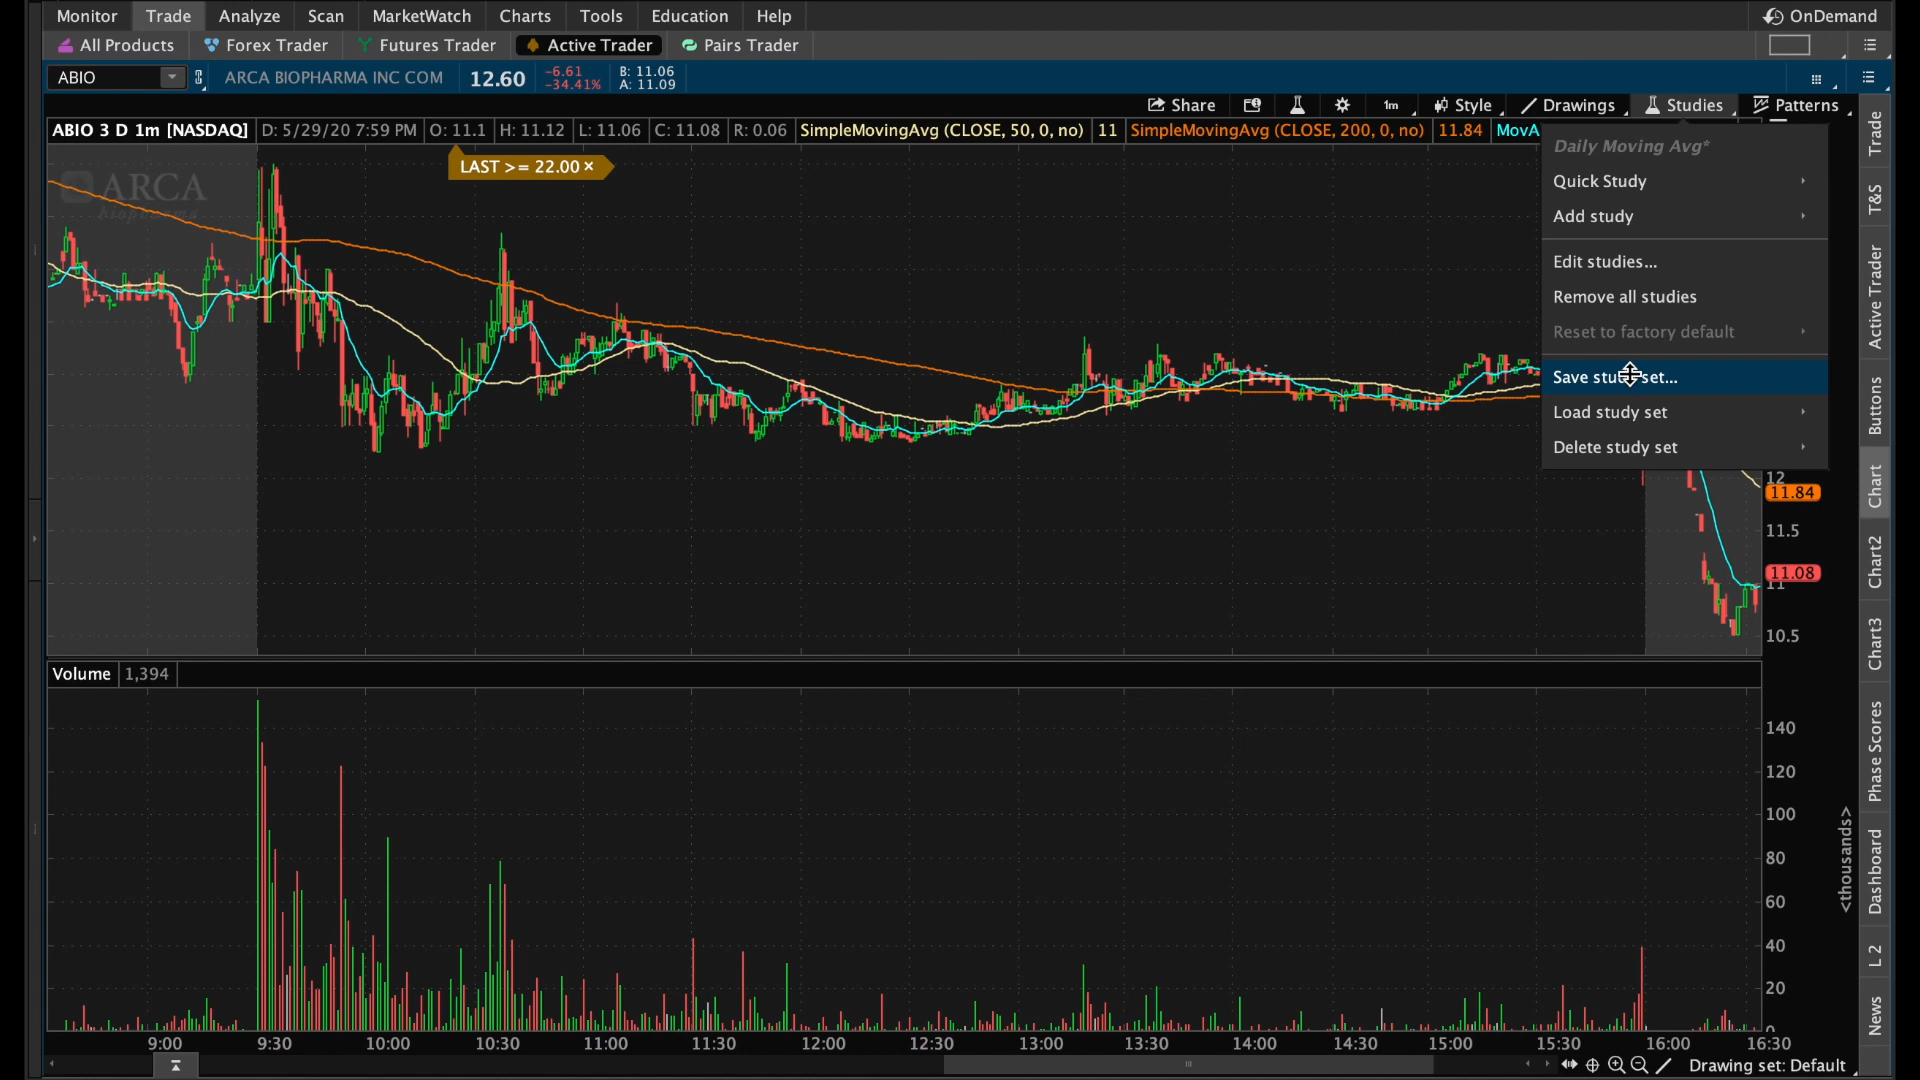 Monitor Trade Analyze Scan MarketWatch Charts Tools Education Help OnDemand
All Products Forex Trader Futures Trader Active Trader Pairs Trader
ABIO ARCA BIOPHARMA INC COM 12.60 -6.61 -34.41% B: 11.06 A: 11.09
Share 1m Style Drawings Studies Patterns
ABIO 3 D 1m [NASDAQ] D: 5/29/20 7:59 PM O: 11.1 H: 11.12 L: 11.06 C: 11.08 R: 0.06 SimpleMovingAvg (CLOSE, 50, 0, no) 11 SimpleMovingAvg (CLOSE, 200, 0, no) 11.84 MovA
LAST >= 22.00 ×
ARCA
biopharma
Daily Moving Avg*
Quick Study
Add study
Edit studies...
Remove all studies
Reset to factory default
Save study set...
Load study set
Delete study set
12
11.84
11.5
11.08
11
10.5
Volume 1,394
140
120
100
80
60
40
20
0
<thousands>
9:00 9:30 10:00 10:30 11:00 11:30 12:00 12:30 13:00 13:30 14:00 14:30 15:00 15:30 16:00 16:30
Drawing set: Default
Trade
T&S
Active Trader
Buttons
Chart
Chart2
Chart3
Phase Scores
Dashboard
L 2
News